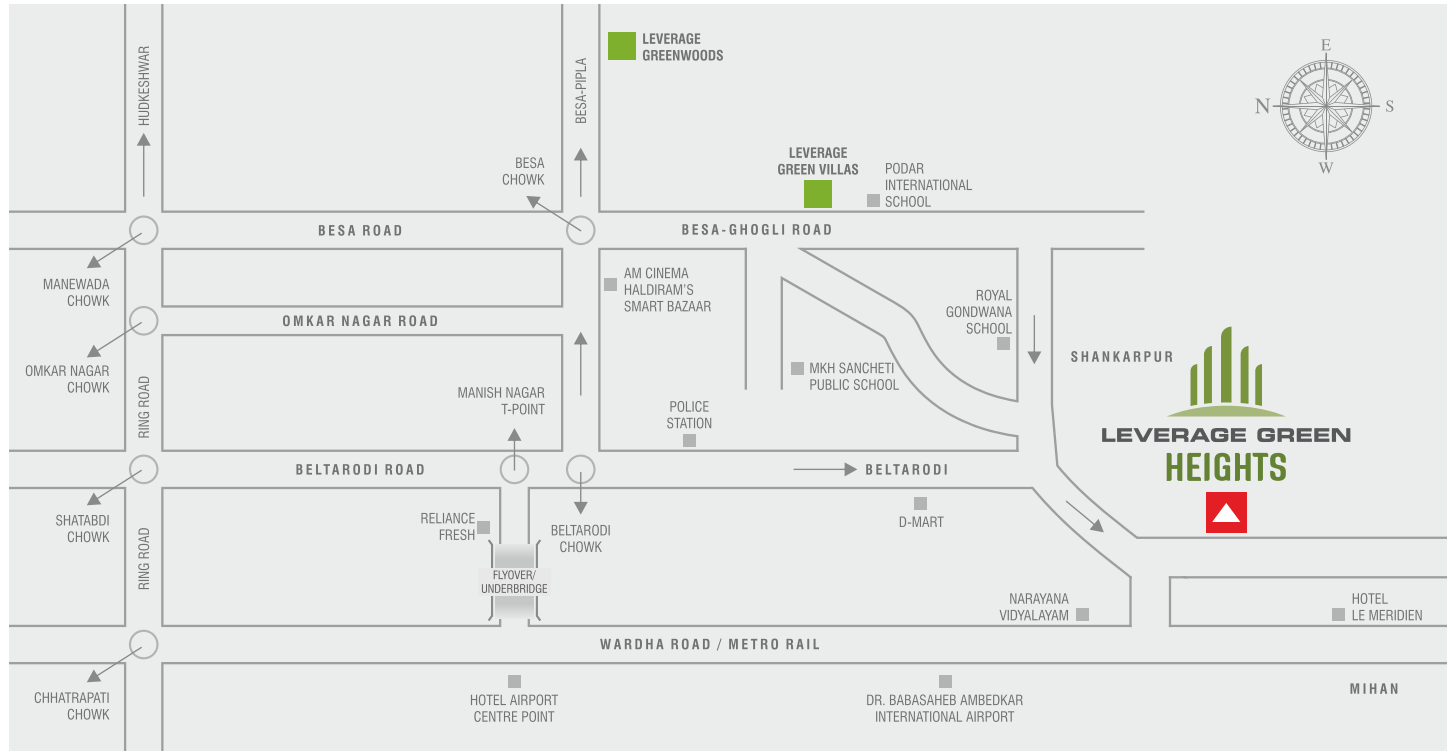 LEVERAGE
GREENWOODS
HUDKESHWAR
BESA-PIPLA
E
N
S
W
BESA
CHOWK
LEVERAGE
GREEN VILLAS
PODAR
INTERNATIONAL
SCHOOL
BESA ROAD
BESA-GHOGLI ROAD
MANEWADA
CHOWK
AM CINEMA
HALDIRAM'S
SMART BAZAAR
ROYAL
GONDWANA
SCHOOL
OMKAR NAGAR ROAD
OMKAR NAGAR
CHOWK
RING ROAD
MANISH NAGAR
T-POINT
MKH SANCHETI
PUBLIC SCHOOL
SHANKARPUR
POLICE
STATION
LEVERAGE GREEN
HEIGHTS
BELTARODI ROAD
BELTARODI
SHATABDI
CHOWK
RELIANCE
FRESH
BELTARODI
CHOWK
D-MART
RING ROAD
FLYOVER/
UNDERBRIDGE
NARAYANA
VIDYALAYAM
HOTEL
LE MERIDIEN
WARDHA ROAD / METRO RAIL
CHHATRAPATI
CHOWK
HOTEL AIRPORT
CENTRE POINT
DR. BABASAHEB AMBEDKAR
INTERNATIONAL AIRPORT
MIHAN